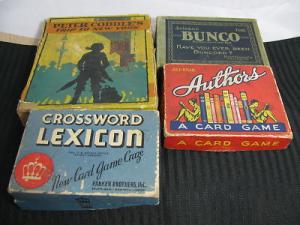 PETER CODDLE'S
TRIP TO NEW YORK
BUNCO
HAVE YOU EVER BEEN
BUNCOED?
Authors
A CARD GAME
A CARD GAME
CROSSWORD
LEXICON
New Card Game Craze
PARKER BROTHERS, INC.